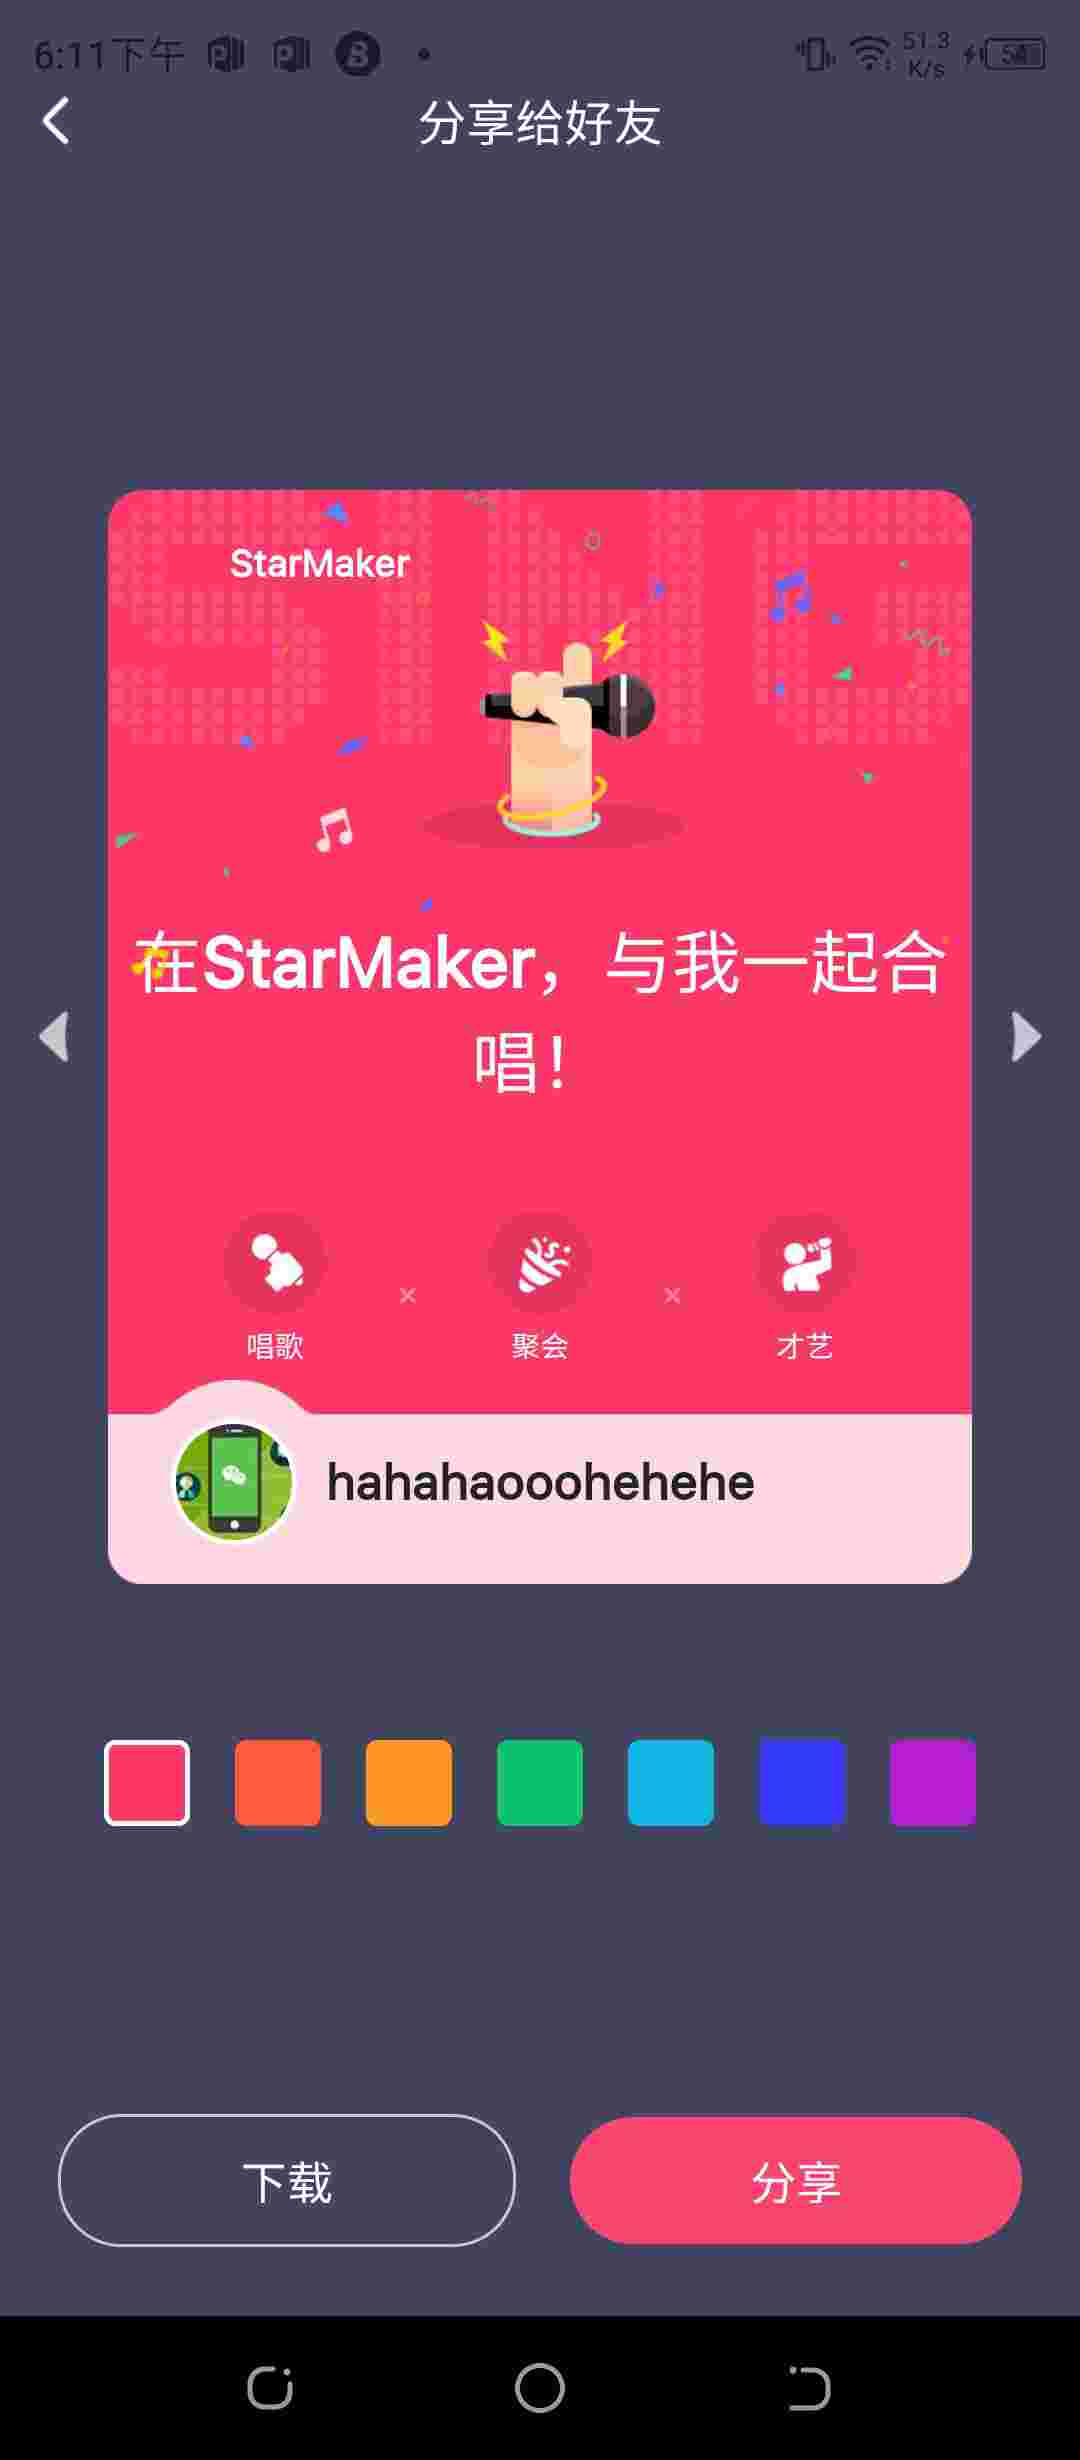 6:11下午
51.3
K/s
54
分享给好友
StarMaker
在StarMaker，与我一起合
唱！
唱歌
聚会
才艺
hahahaooohehehe
下载
分享